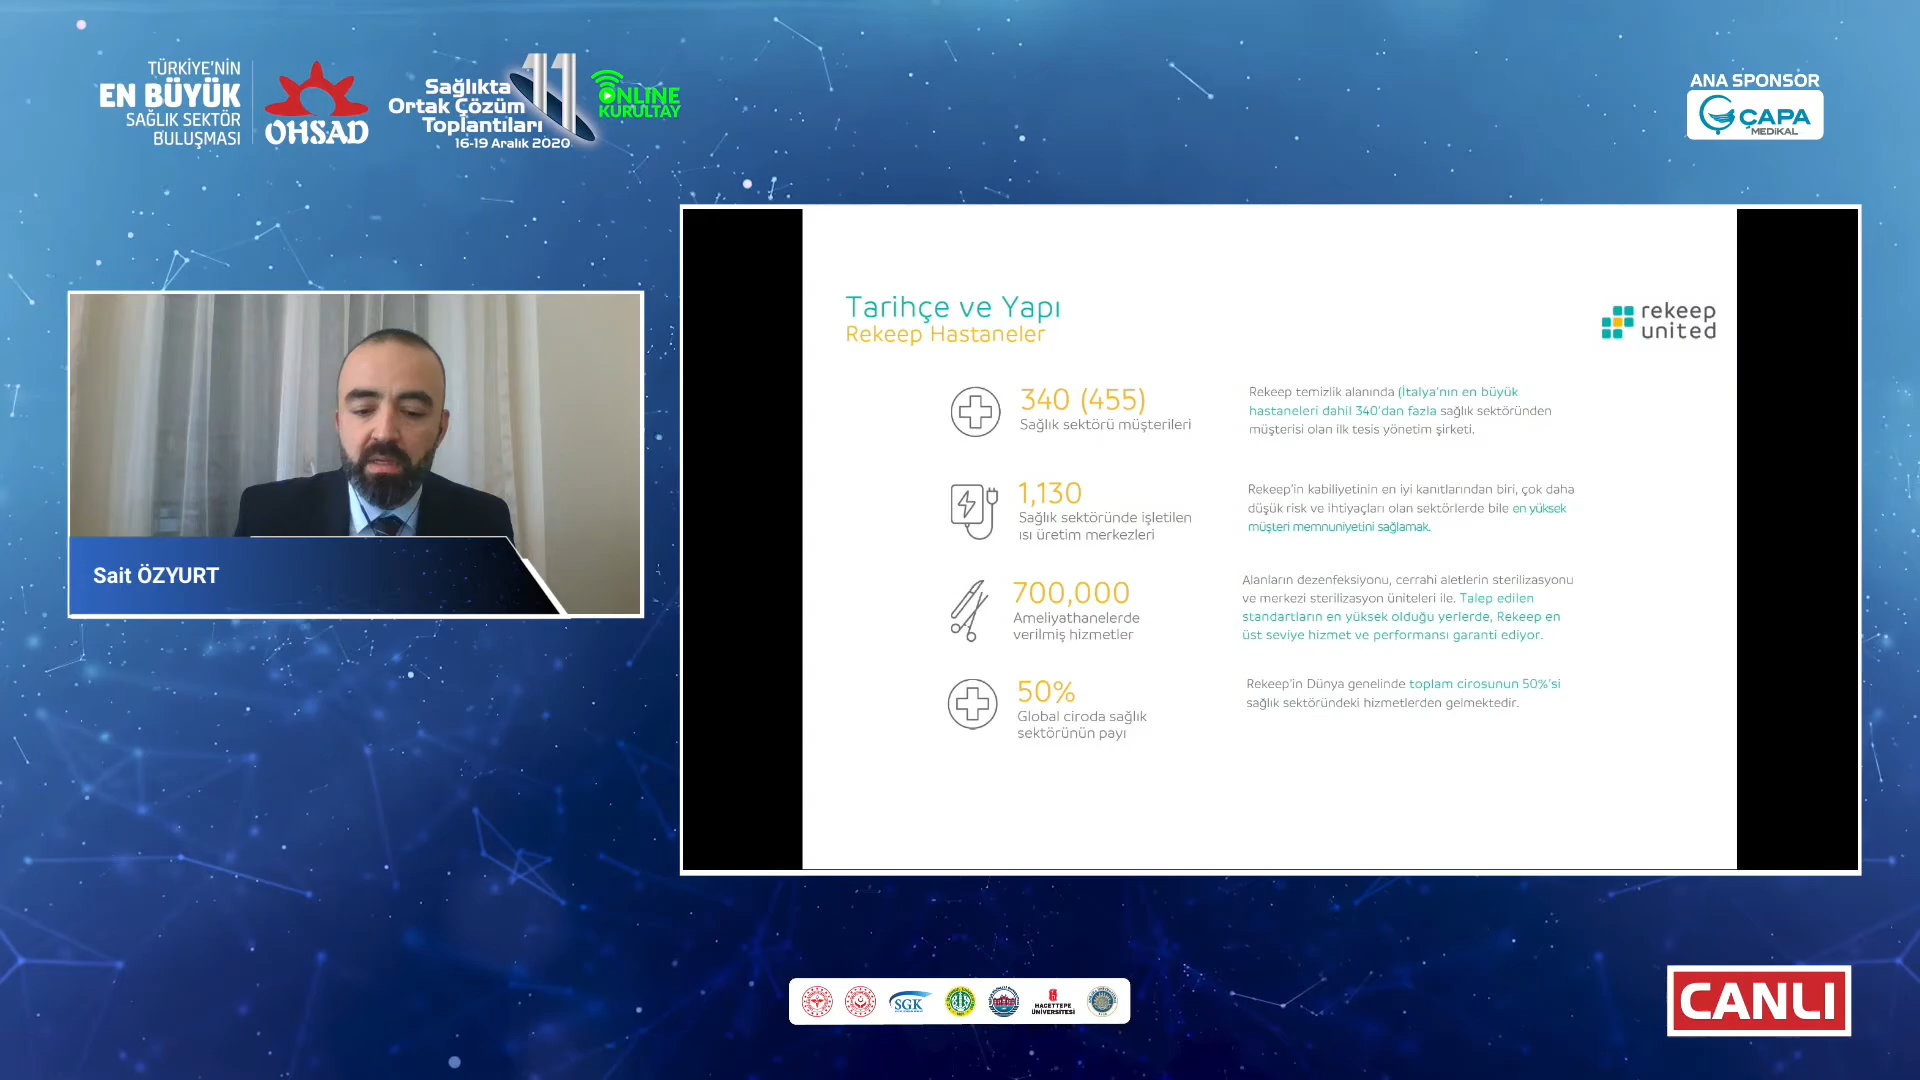 TÜRKİYE'NİN
EN BÜYÜK
SAĞLIK SEKTÖR
BULUŞMASI
OHSAD
Sağlıkta
Ortak Çözüm
Toplantıları
11
16-19 Aralık 2020
ONLINE
KURULTAY
ANA SPONSOR
ÇAPA
MEDİKAL
Sait ÖZYURT
Tarihçe ve Yapı
Rekeep Hastaneler
rekeep
united
340 (455)
Sağlık sektörü müşterileri
Rekeep temizlik alanında (İtalya'nın en büyük
hastaneleri dahil 340'dan fazla sağlık sektöründen
müşterisi olan ilk tesis yönetim şirketi.
1,130
Sağlık sektöründe işletilen
ısı üretim merkezleri
Rekeep'in kabiliyetinin en iyi kanıtlarından biri, çok daha
düşük risk ve ihtiyaçları olan sektörlerde bile en yüksek
müşteri memnuniyetini sağlamak.
700,000
Ameliyathanelerde
verilmiş hizmetler
Alanların dezenfeksiyonu, cerrahi aletlerin sterilizasyonu
ve merkezi sterilizasyon üniteleri ile. Talep edilen
standartların en yüksek olduğu yerlerde, Rekeep en
üst seviye hizmet ve performansı garanti ediyor.
50%
Global ciroda sağlık
sektörünün payı
Rekeep'in Dünya genelinde toplam cirosunun 50%'si
sağlık sektöründeki hizmetlerden gelmektedir.
SGK
HACETTEPE
ÜNİVERSİTESİ
CANLI